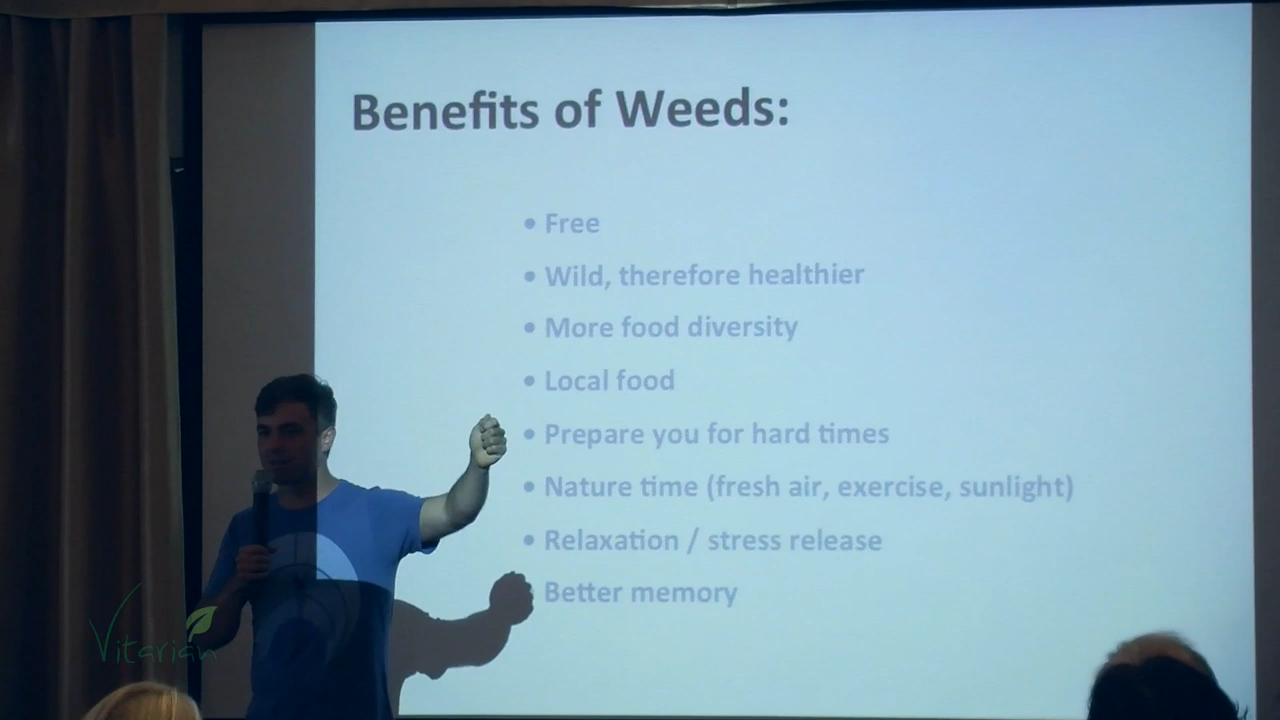 Benefits of Weeds:
• Free
• Wild, therefore healthier
• More food diversity
• Local food
• Prepare you for hard times
• Nature time (fresh air, exercise, sunlight)
• Relaxation / stress release
Better memory
Vitarian